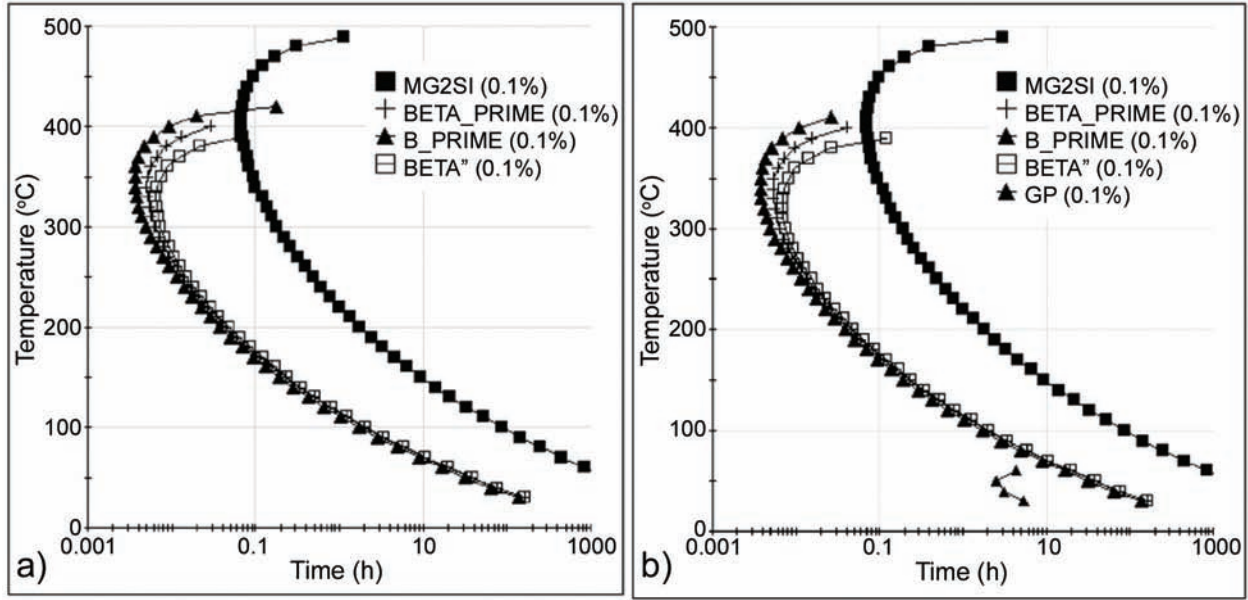 500
400
300
200
100
0
Temperature (°C)
0.001
0.1
10
1000
Time (h)
MG2SI (0.1%)
BETA_PRIME (0.1%)
B_PRIME (0.1%)
BETA” (0.1%)
a)
500
400
300
200
100
0
Temperature (°C)
0.001
0.1
10
1000
Time (h)
MG2SI (0.1%)
BETA_PRIME (0.1%)
B_PRIME (0.1%)
BETA” (0.1%)
GP (0.1%)
b)